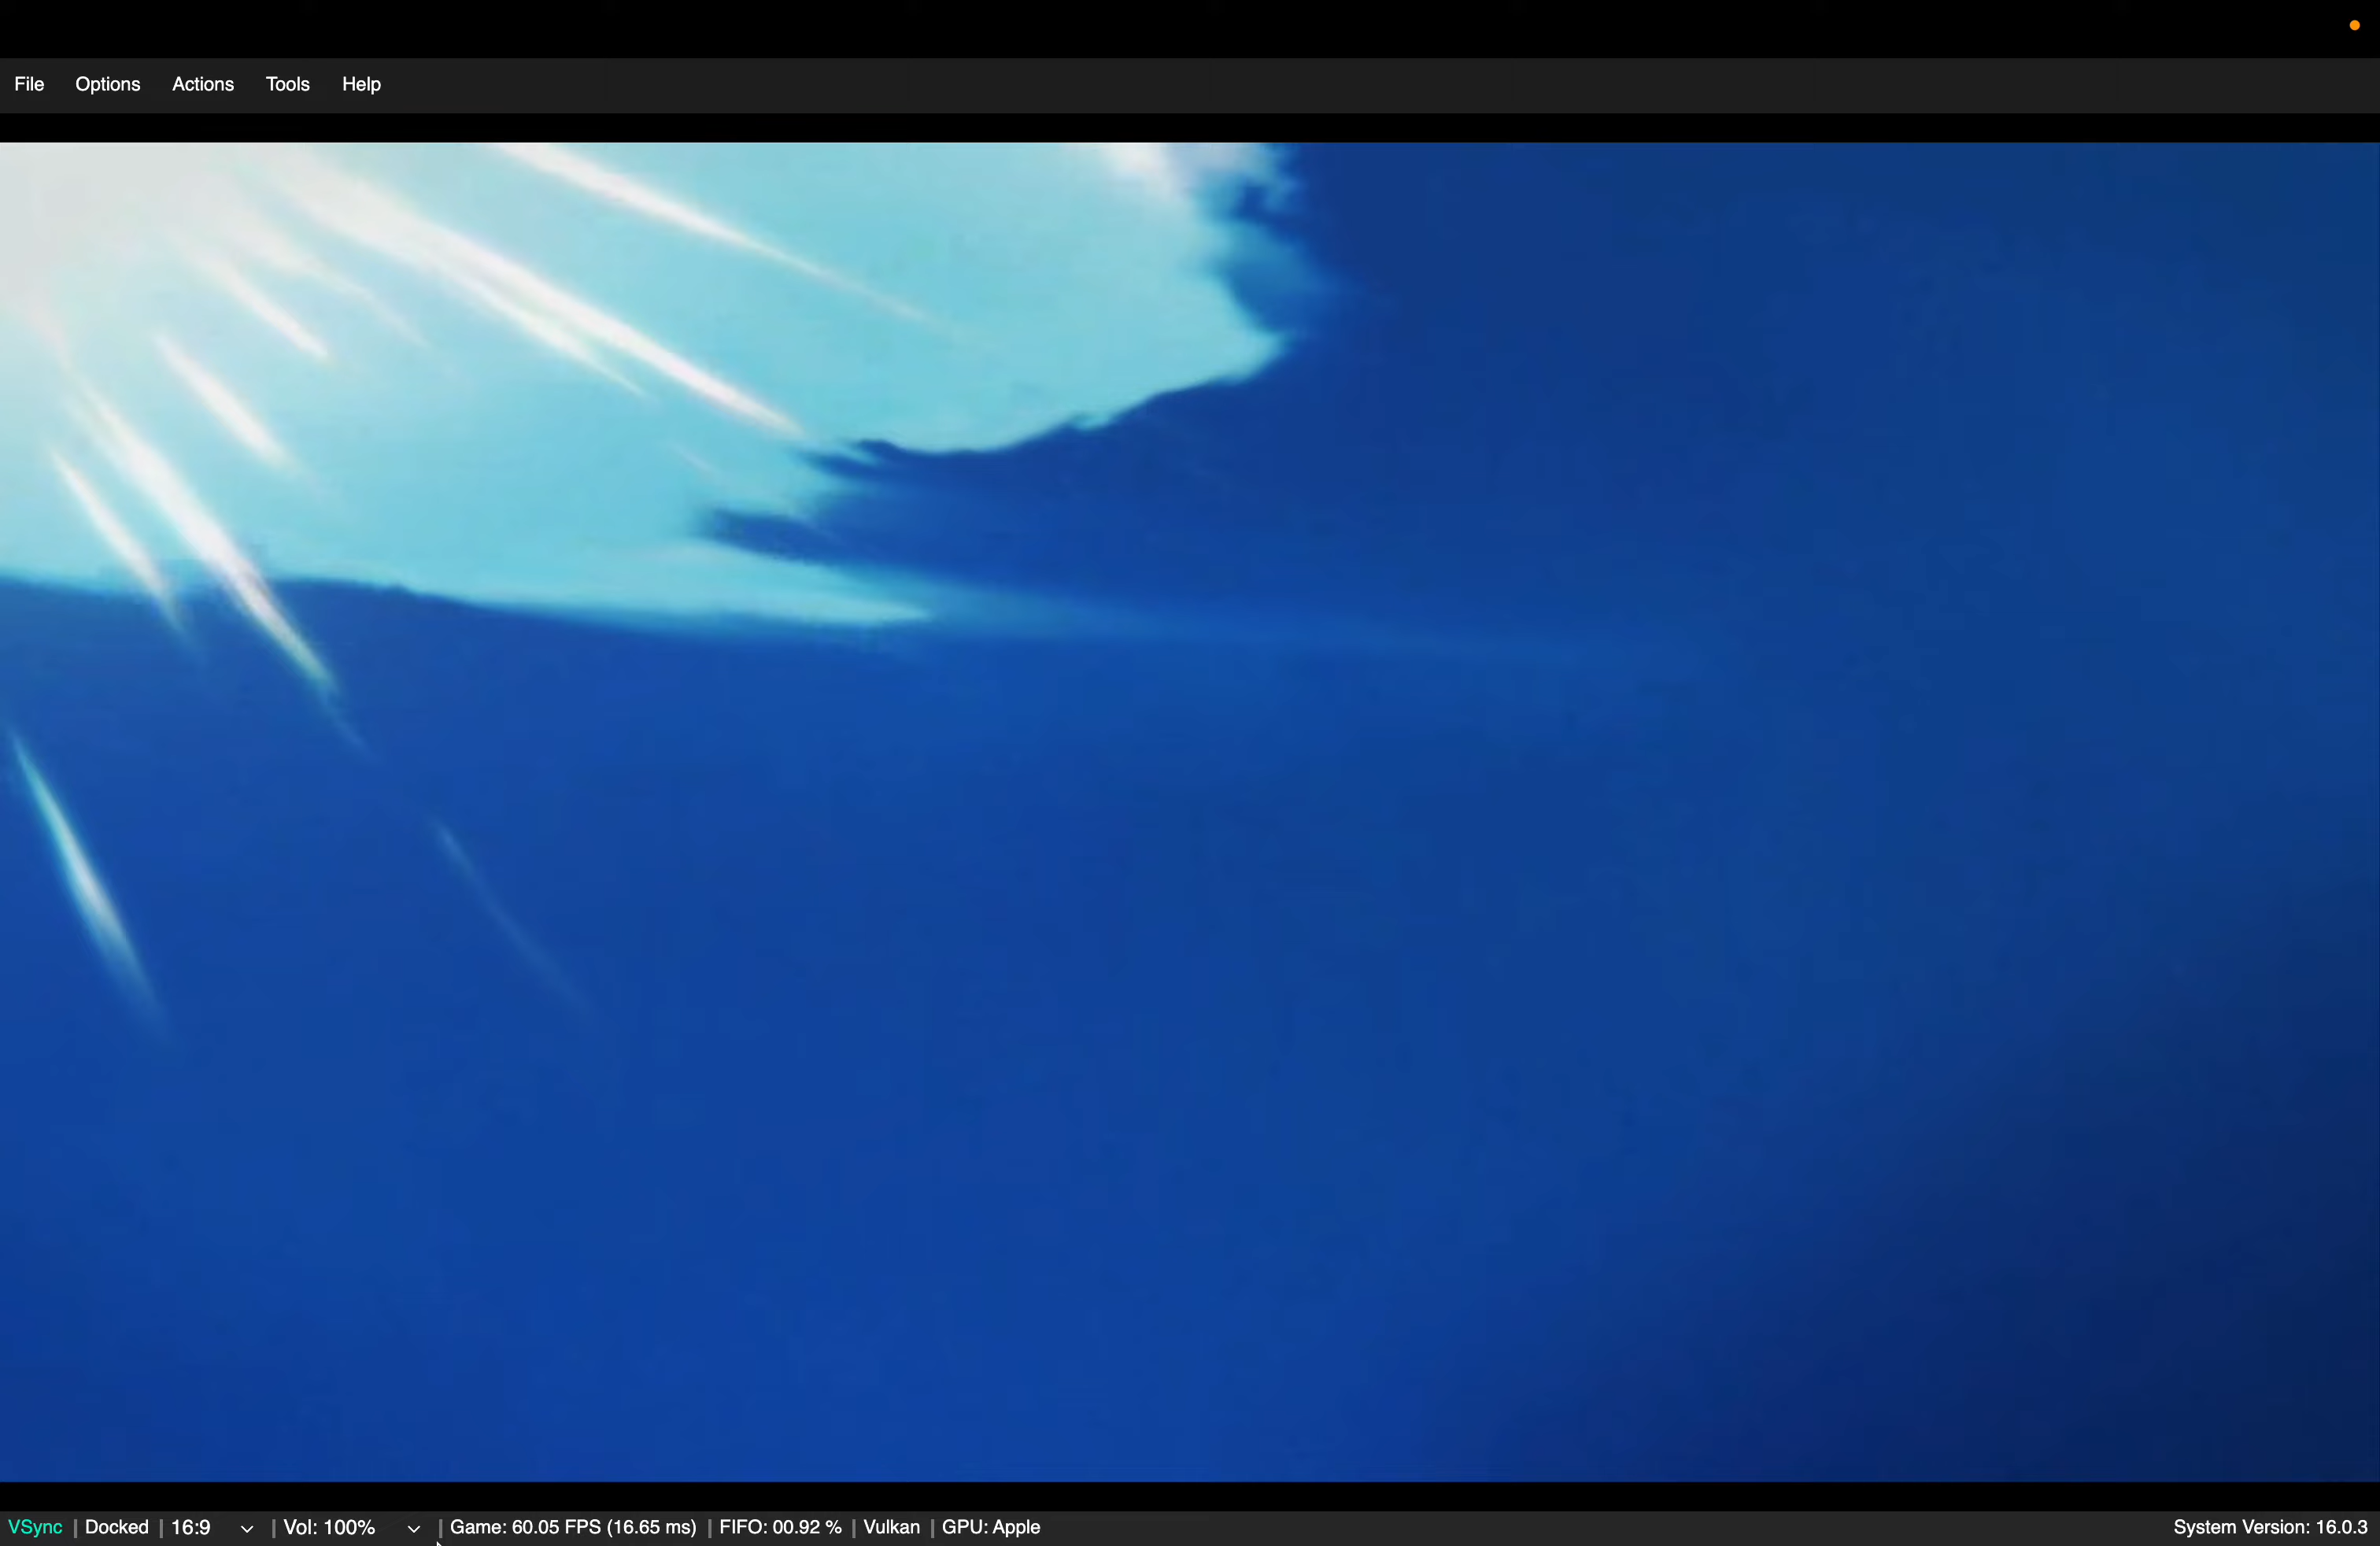 File Options Actions Tools Help
VSync | Docked | 16:9 | Vol: 100% | Game: 60.05 FPS (16.65 ms) | FIFO: 00.92 % | Vulkan | GPU: Apple System Version: 16.0.3